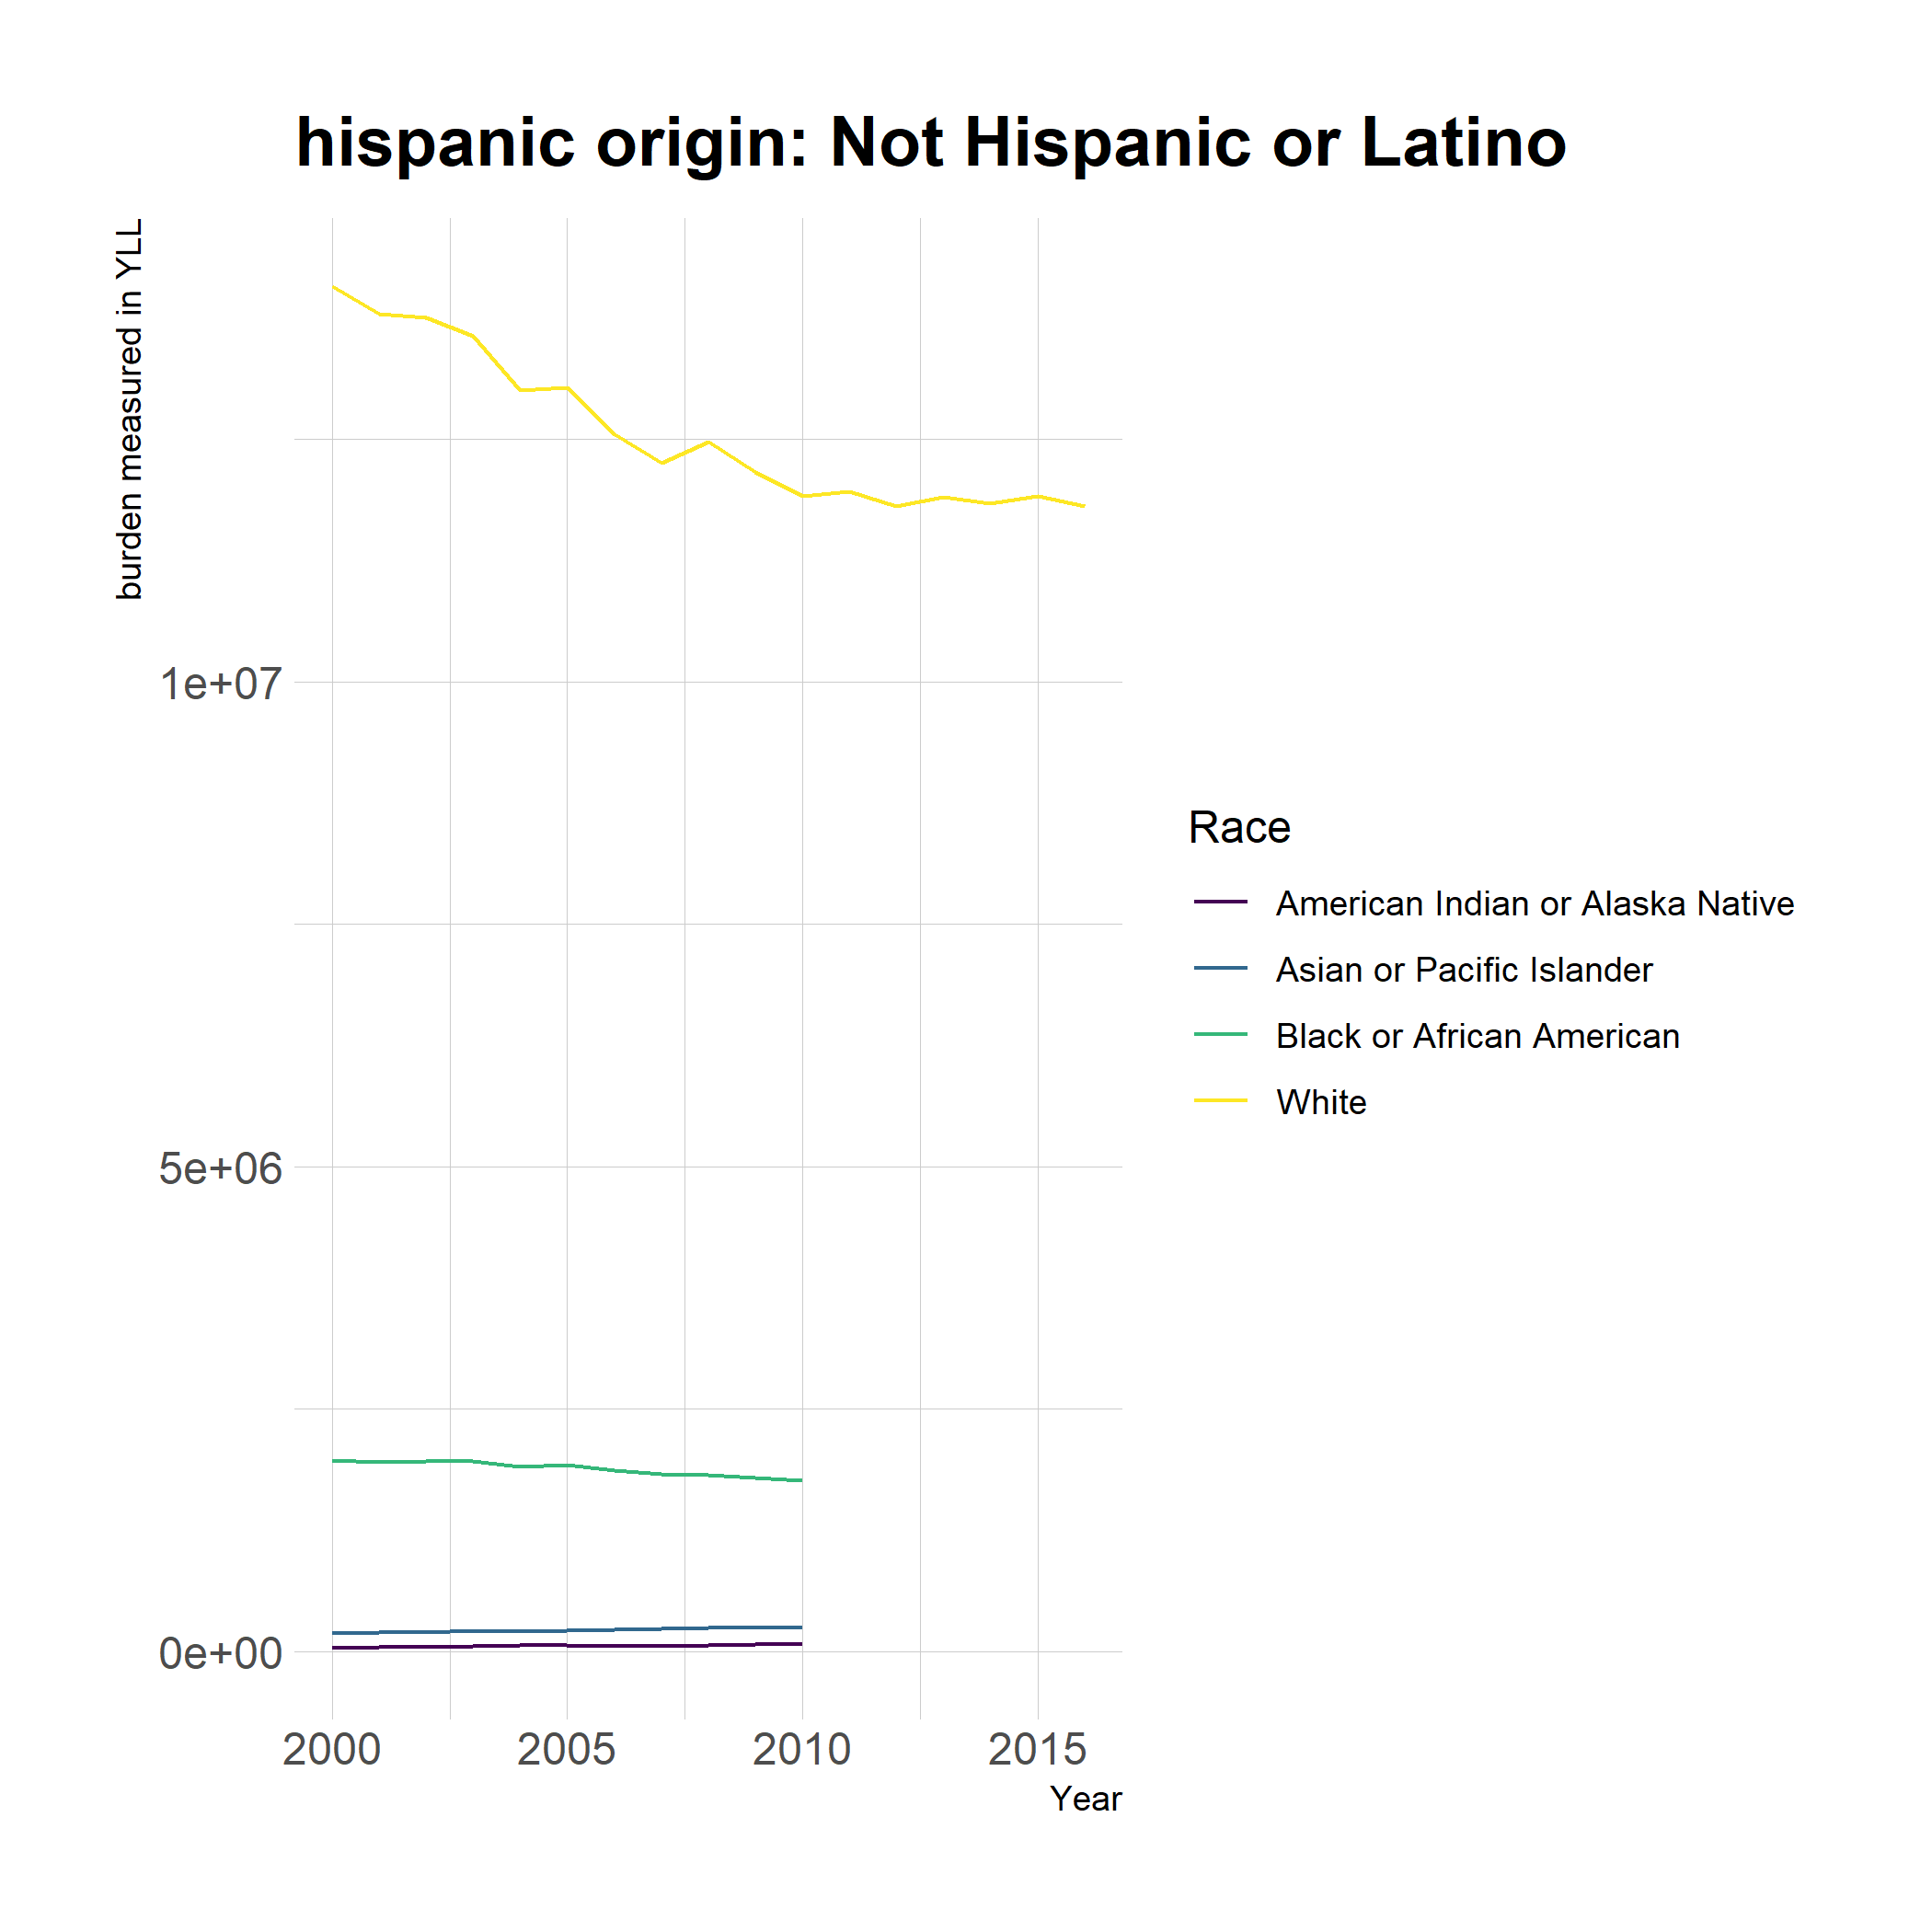 hispanic origin: Not Hispanic or Latino
burden measured in YLL
1e+07
5e+06
0e+00
2000 2005 2010 2015
Year
Race
American Indian or Alaska Native
Asian or Pacific Islander
Black or African American
White